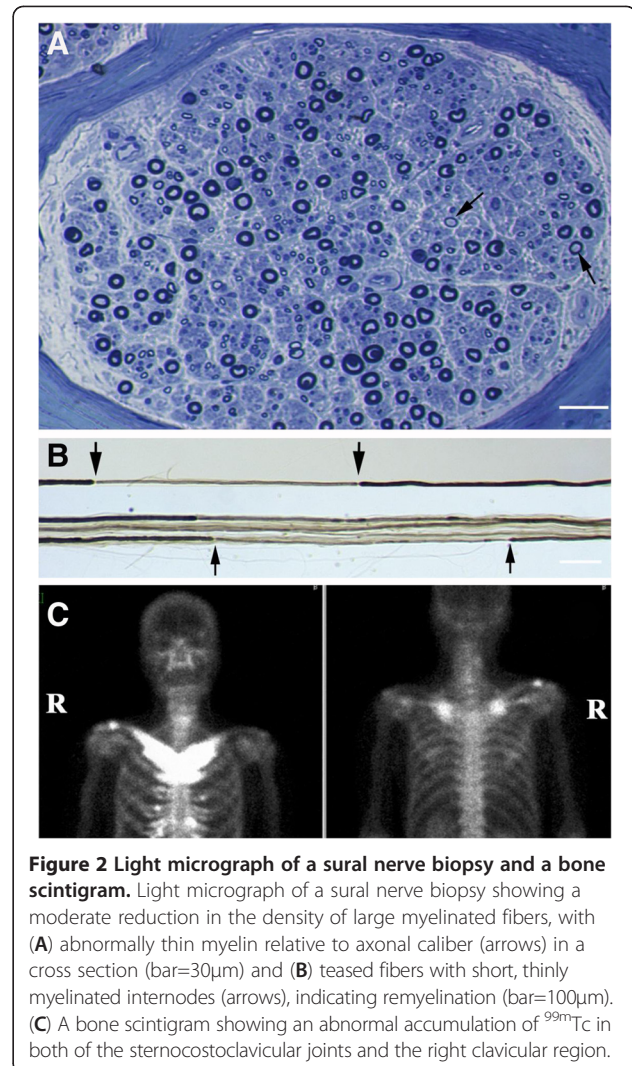 A
B
C
R
R
Figure 2 Light micrograph of a sural nerve biopsy and a bone
scintigram. Light micrograph of a sural nerve biopsy showing a
moderate reduction in the density of large myelinated fibers, with
(A) abnormally thin myelin relative to axonal caliber (arrows) in a
cross section (bar=30μm) and (B) teased fibers with short, thinly
myelinated internodes (arrows), indicating remyelination (bar=100μm).
(C) A bone scintigram showing an abnormal accumulation of ⁹⁹ᵐTc in
both of the sternocostoclavicular joints and the right clavicular region.